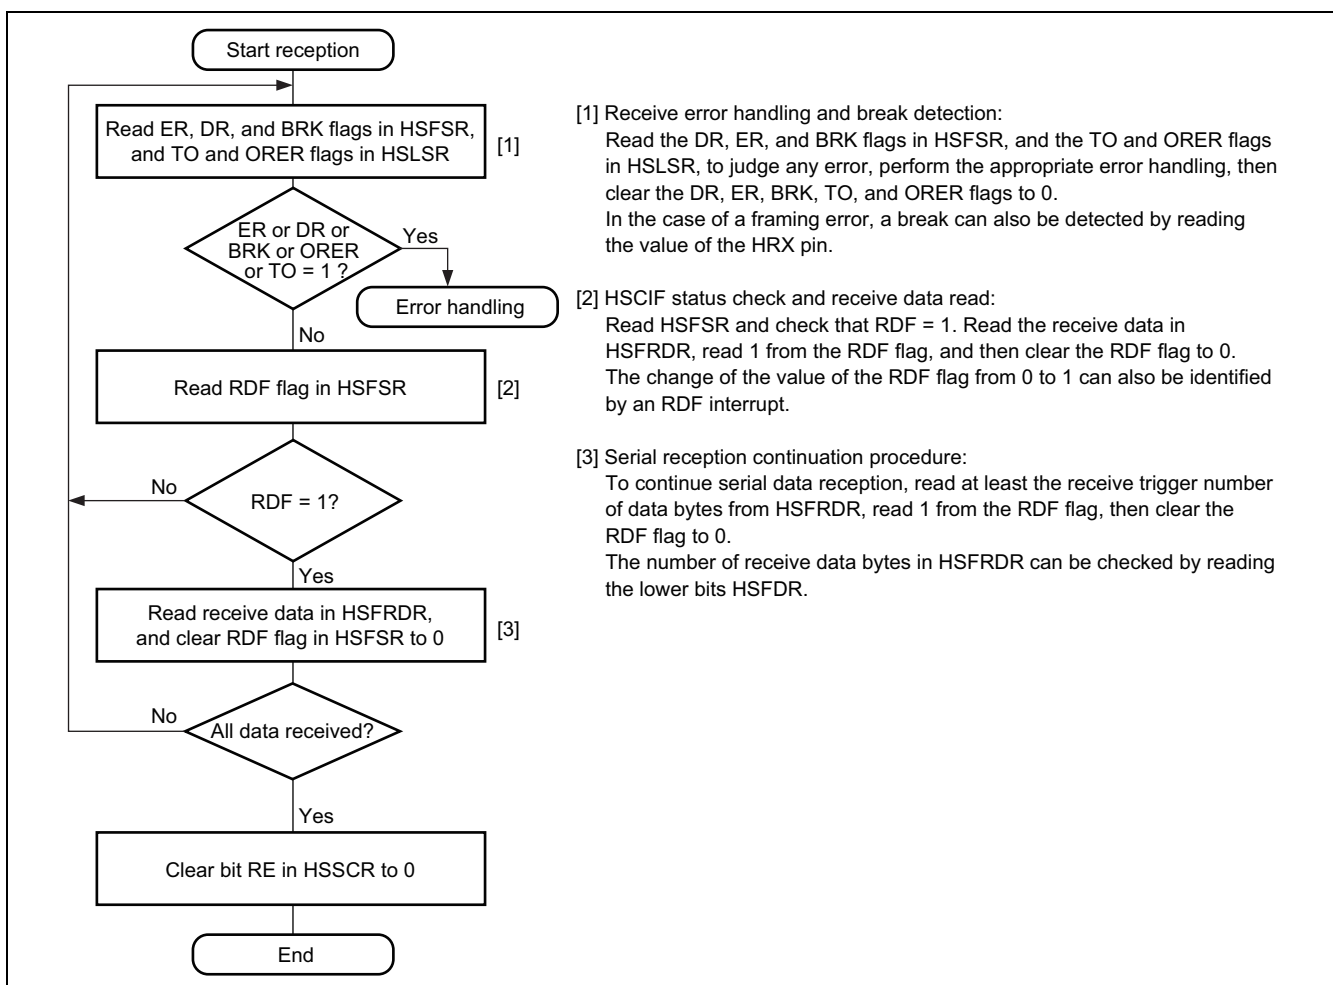 Start reception
Read ER, DR, and BRK flags in HSFSR,
and TO and ORER flags in HSLSR
[1]
ER or DR or
BRK or ORER
or TO = 1 ?
Yes
Error handling
No
Read RDF flag in HSFSR
[2]
No
RDF = 1?
Yes
Read receive data in HSFRDR,
and clear RDF flag in HSFSR to 0
[3]
No
All data received?
Yes
Clear bit RE in HSSCR to 0
End
[1] Receive error handling and break detection:
Read the DR, ER, and BRK flags in HSFSR, and the TO and ORER flags
in HSLSR, to judge any error, perform the appropriate error handling, then
clear the DR, ER, BRK, TO, and ORER flags to 0.
In the case of a framing error, a break can also be detected by reading
the value of the HRX pin.
[2] HSCIF status check and receive data read:
Read HSFSR and check that RDF = 1. Read the receive data in
HSFRDR, read 1 from the RDF flag, and then clear the RDF flag to 0.
The change of the value of the RDF flag from 0 to 1 can also be identified
by an RDF interrupt.
[3] Serial reception continuation procedure:
To continue serial data reception, read at least the receive trigger number
of data bytes from HSFRDR, read 1 from the RDF flag, then clear the
RDF flag to 0.
The number of receive data bytes in HSFRDR can be checked by reading
the lower bits HSFDR.